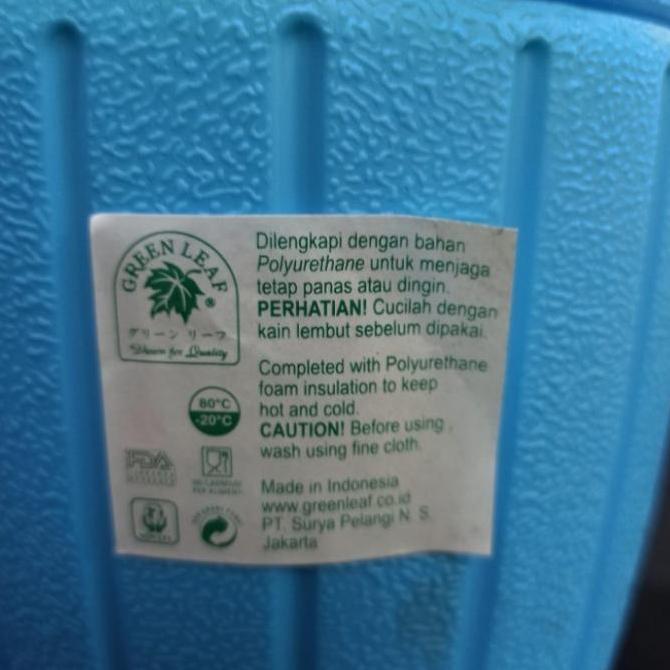 GREEN LEAF
®
グリーン リーフ
Dilengkapi dengan bahan
Polyurethane untuk menjaga
tetap panas atau dingin.
PERHATIAN! Cucilah dengan
kain lembut sebelum dipakai.
Completed with Polyurethane
foam insulation to keep
hot and cold.
CAUTION! Before using
wash using fine cloth.
80°C
-20°C
FDA
Made in Indonesia
www.greenleaf.co.id
PT. Surya Pelangi N. S.
Jakarta